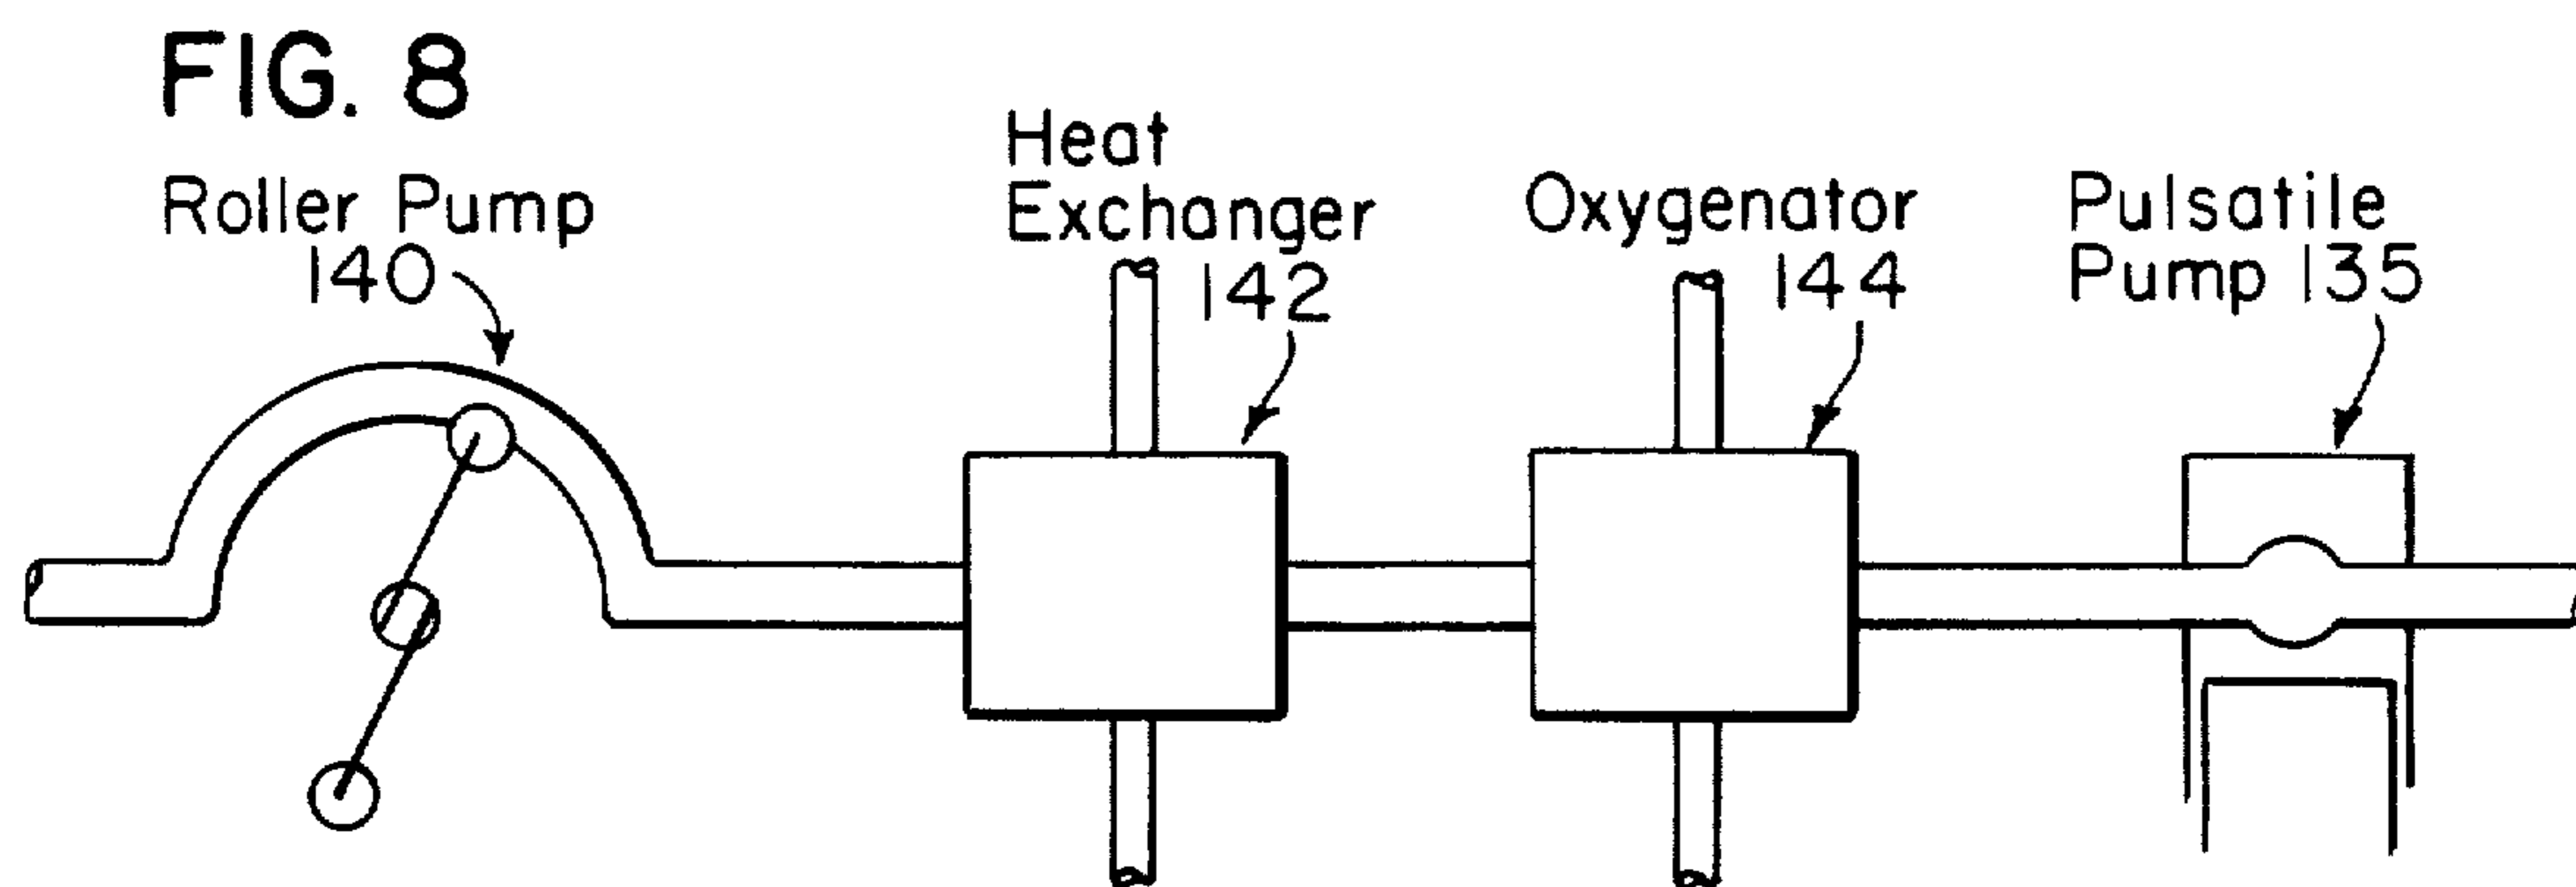 FIG. 8
Roller Pump
140
Heat
Exchanger
142
Oxygenator
144
Pulsatile
Pump 135